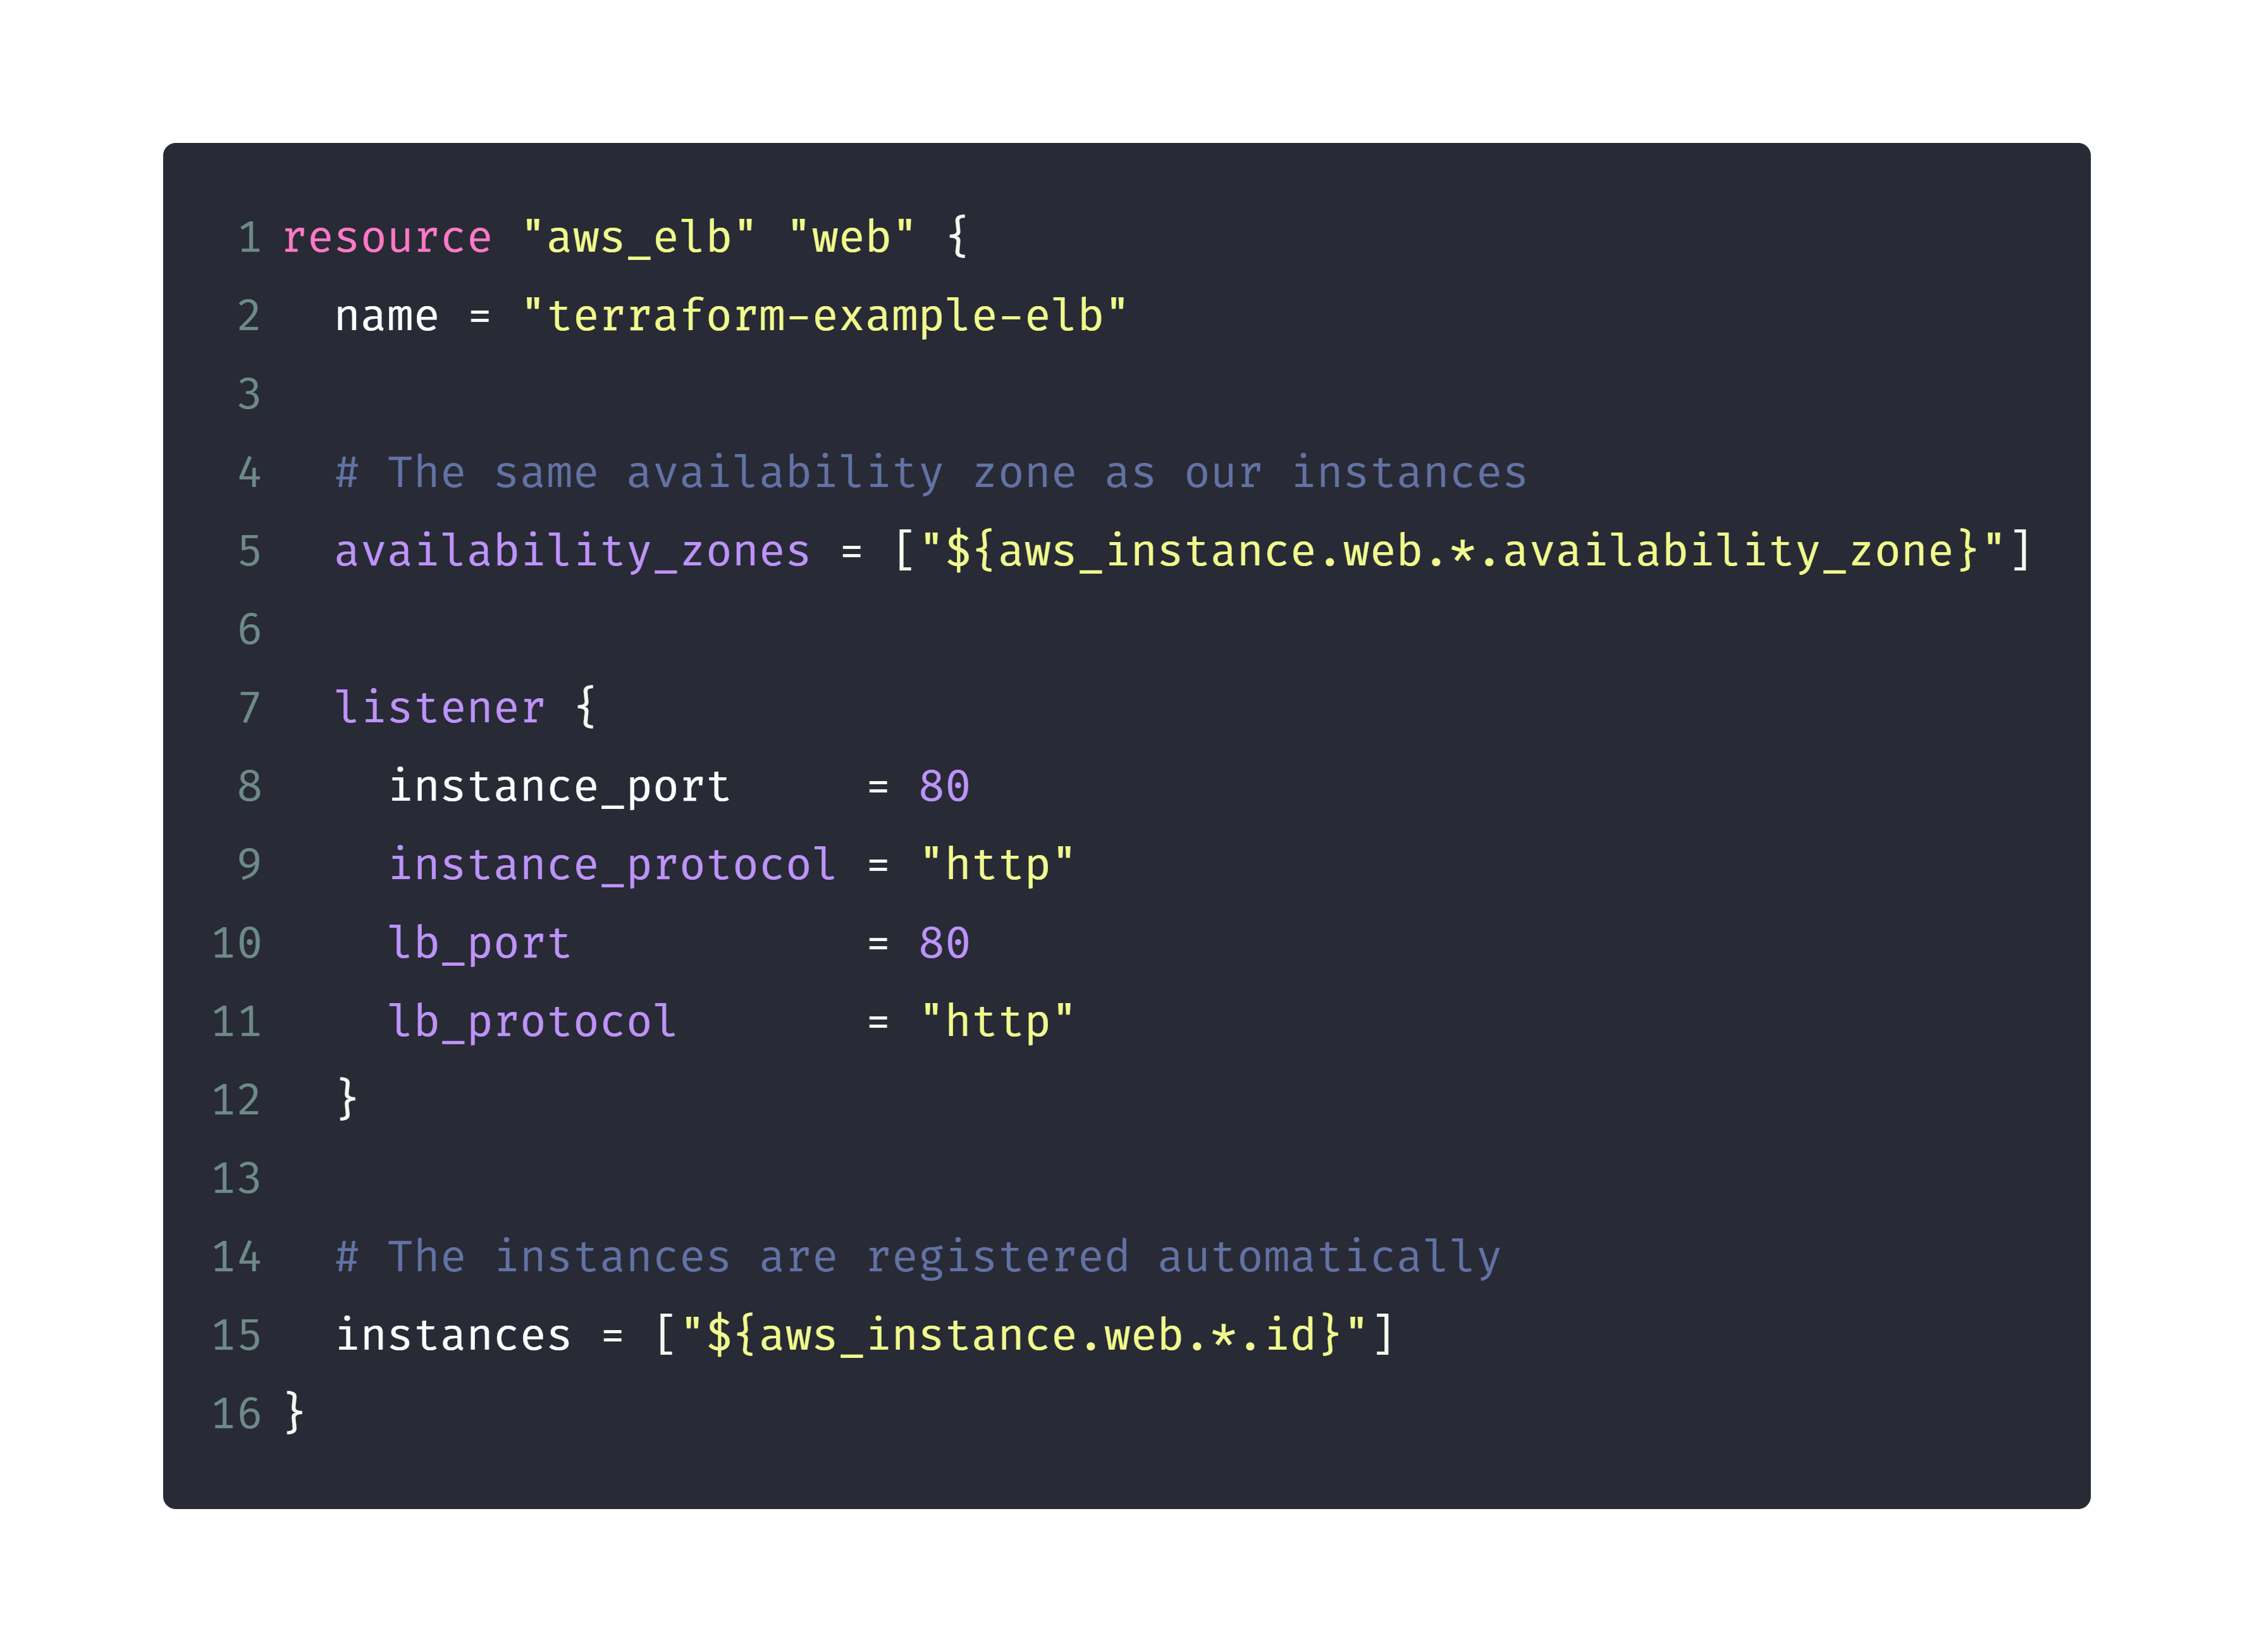 1 resource "aws_elb" "web" {
2   name = "terraform-example-elb"
3
4   # The same availability zone as our instances
5   availability_zones = ["${aws_instance.web.*.availability_zone}"]
6
7   listener {
8     instance_port     = 80
9     instance_protocol = "http"
10     lb_port           = 80
11     lb_protocol       = "http"
12   }
13
14   # The instances are registered automatically
15   instances = ["${aws_instance.web.*.id}"]
16 }